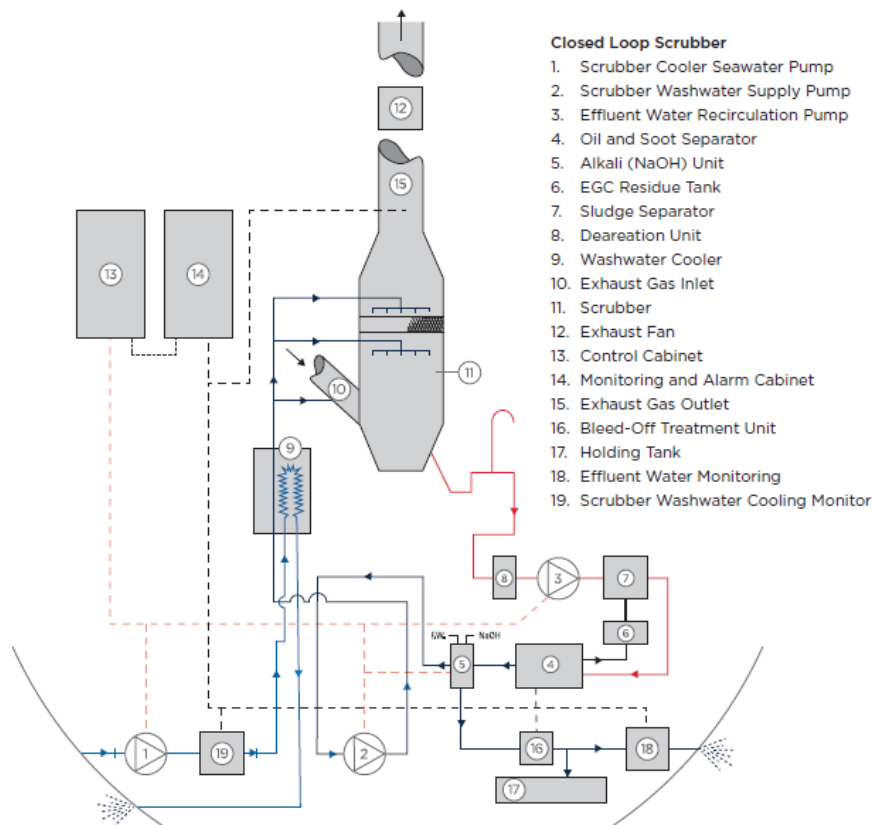 Closed Loop Scrubber
1. Scrubber Cooler Seawater Pump
2. Scrubber Washwater Supply Pump
3. Effluent Water Recirculation Pump
4. Oil and Soot Separator
5. Alkali (NaOH) Unit
6. EGC Residue Tank
7. Sludge Separator
8. Deareation Unit
9. Washwater Cooler
10. Exhaust Gas Inlet
11. Scrubber
12. Exhaust Fan
13. Control Cabinet
14. Monitoring and Alarm Cabinet
15. Exhaust Gas Outlet
16. Bleed-Off Treatment Unit
17. Holding Tank
18. Effluent Water Monitoring
19. Scrubber Washwater Cooling Monitor
12
15
13
14
10
11
9
8
3
7
6
NaOH
5
4
1
19
2
16
18
17